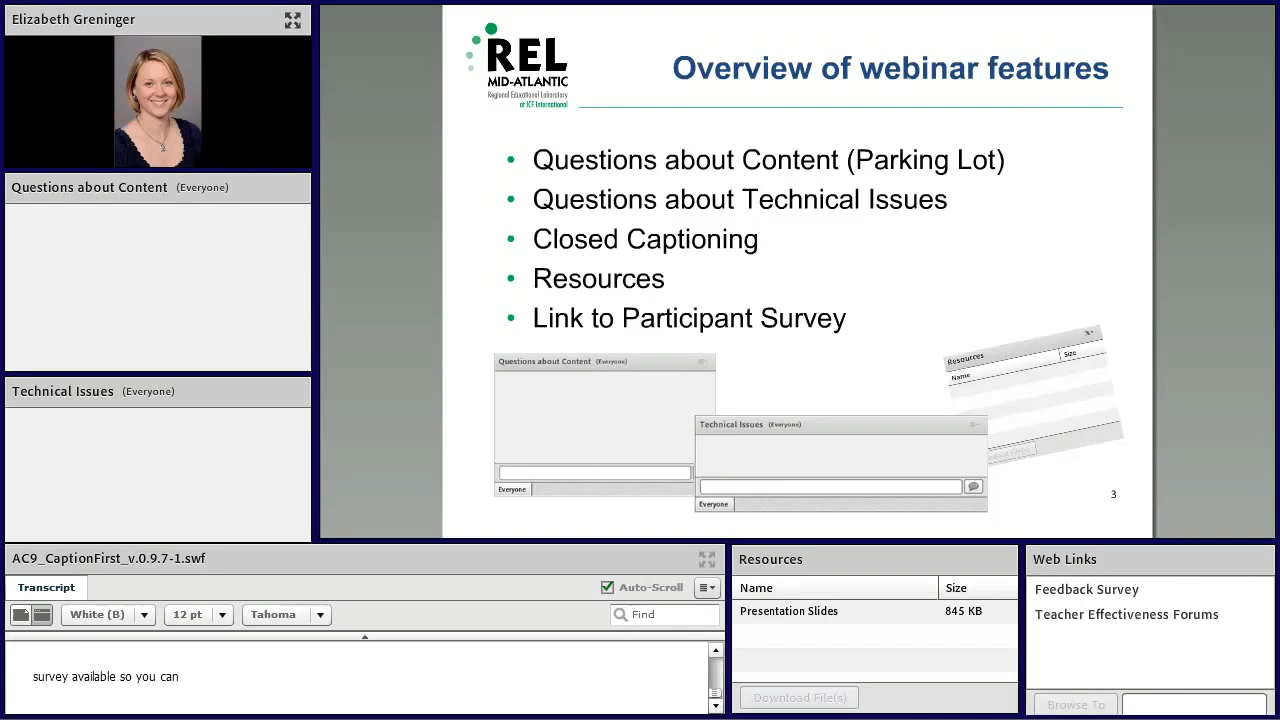 Elizabeth Greninger
Questions about Content (Everyone)
Technical Issues (Everyone)
REL
MID-ATLANTIC
Regional Educational Laboratory
at ICF International
Overview of webinar features
• Questions about Content (Parking Lot)
• Questions about Technical Issues
• Closed Captioning
• Resources
• Link to Participant Survey
Questions about Content (Everyone)
Everyone
Technical Issues (Everyone)
Everyone
Resources
Name Size
3
AC9_CaptionFirst_v.0.9.7-1.swf
Transcript Auto-Scroll
White (B) 12 pt Tahoma Find
survey available so you can
Resources
Name Size
Presentation Slides 845 KB
Download File(s)
Web Links
Feedback Survey
Teacher Effectiveness Forums
Browse To